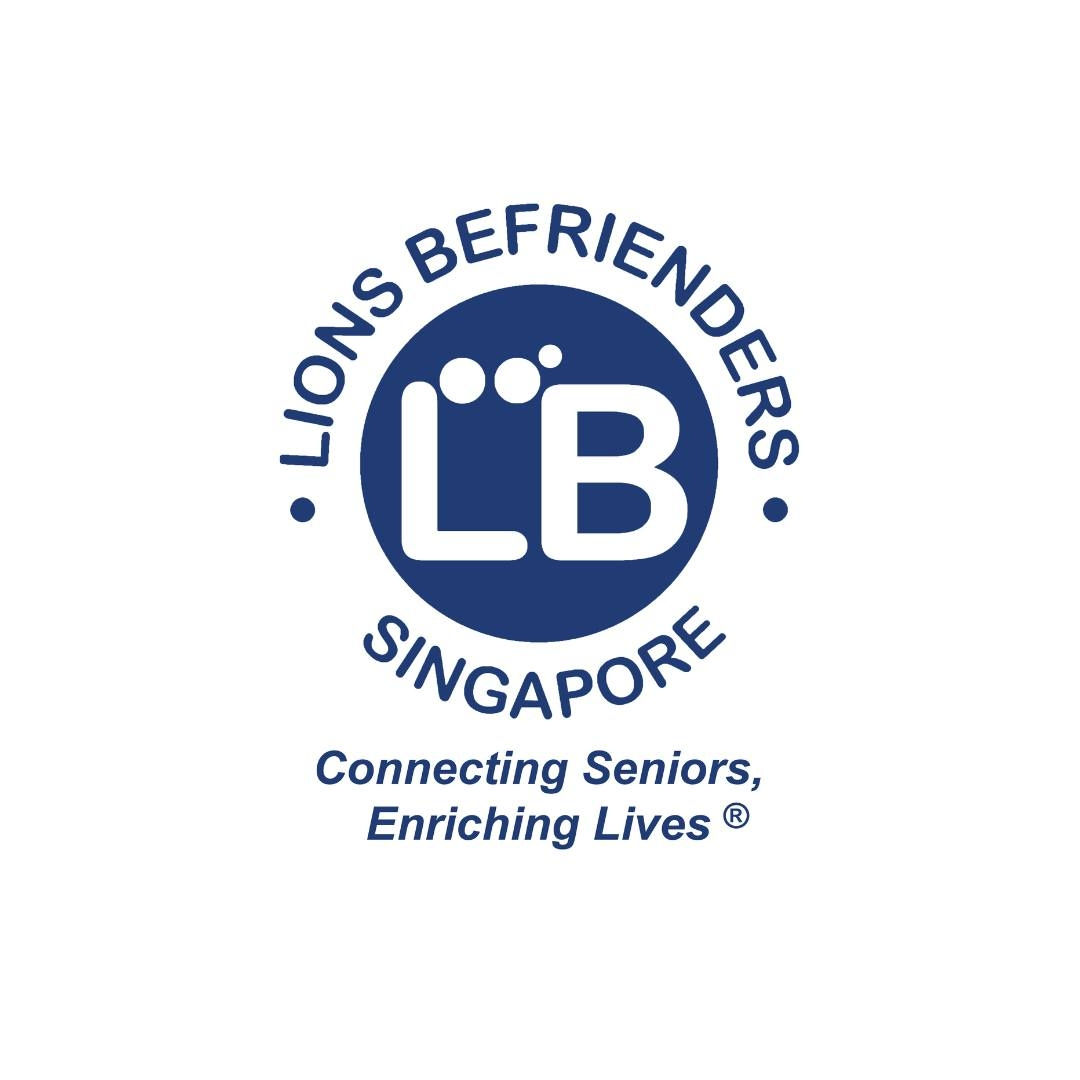 LIONS BEFRIENDERS
LB
SINGAPORE
Connecting Seniors,
Enriching Lives ®